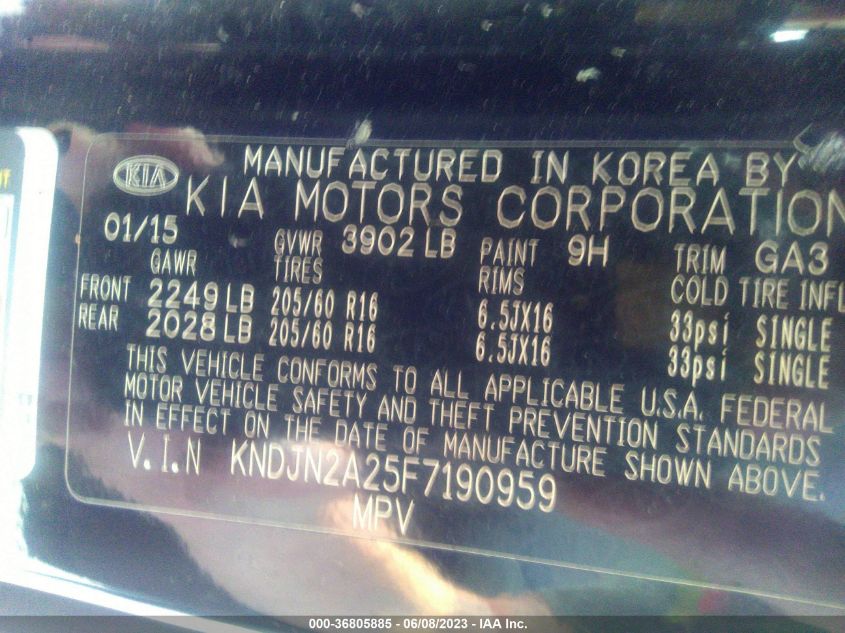 MANUFACTURED IN KOREA BY
KIA KIA MOTORS CORPORATION
01/15 GVWR 3902 LB PAINT 9H TRIM GA3
GAWR TIRES RIMS COLD TIRE INFL
FRONT 2249 LB 205/60 R16 6.5JX16 33psi SINGLE
REAR 2028 LB 205/60 R16 6.5JX16 33psi SINGLE
THIS VEHICLE CONFORMS TO ALL APPLICABLE U.S.A. FEDERAL
MOTOR VEHICLE SAFETY AND THEFT PREVENTION STANDARDS
IN EFFECT ON THE DATE OF MANUFACTURE SHOWN ABOVE.
V.I.N KNDJN2A25F7190959
MPV
000-36805885 - 06/08/2023 - IAA Inc.